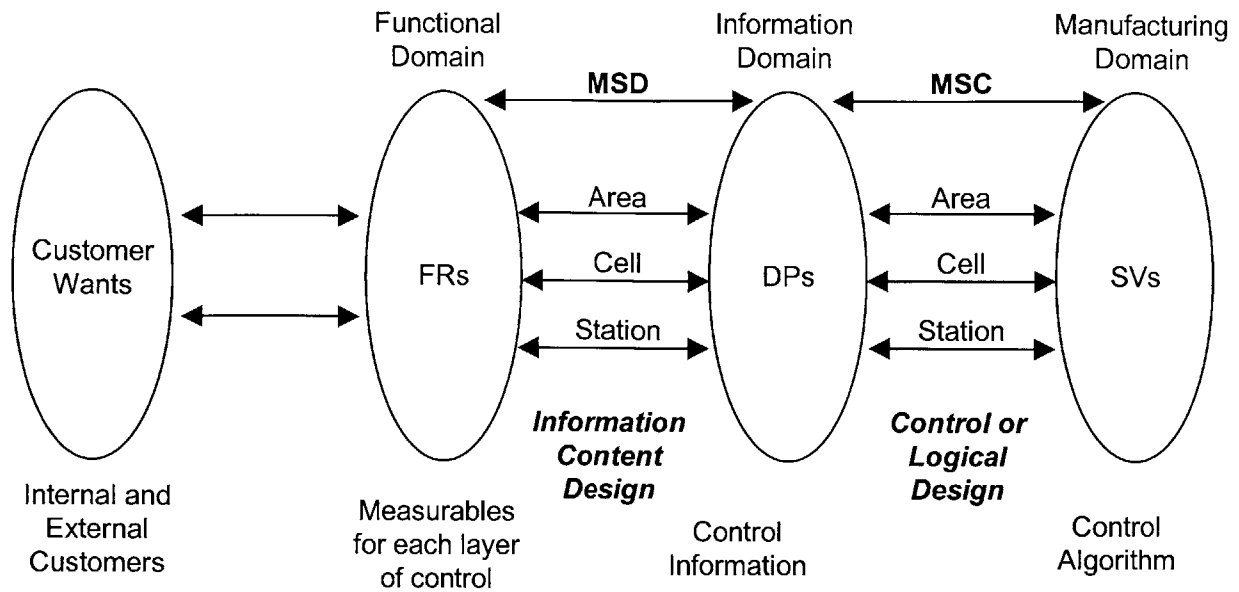 Functional
Domain
Information
Domain
Manufacturing
Domain
MSD
MSC
Area
Area
Customer
Wants
FRs
Cell
DPs
Cell
SVs
Station
Station
Information
Content
Design
Control or
Logical
Design
Internal and
External
Customers
Measurables
for each layer
of control
Control
Information
Control
Algorithm